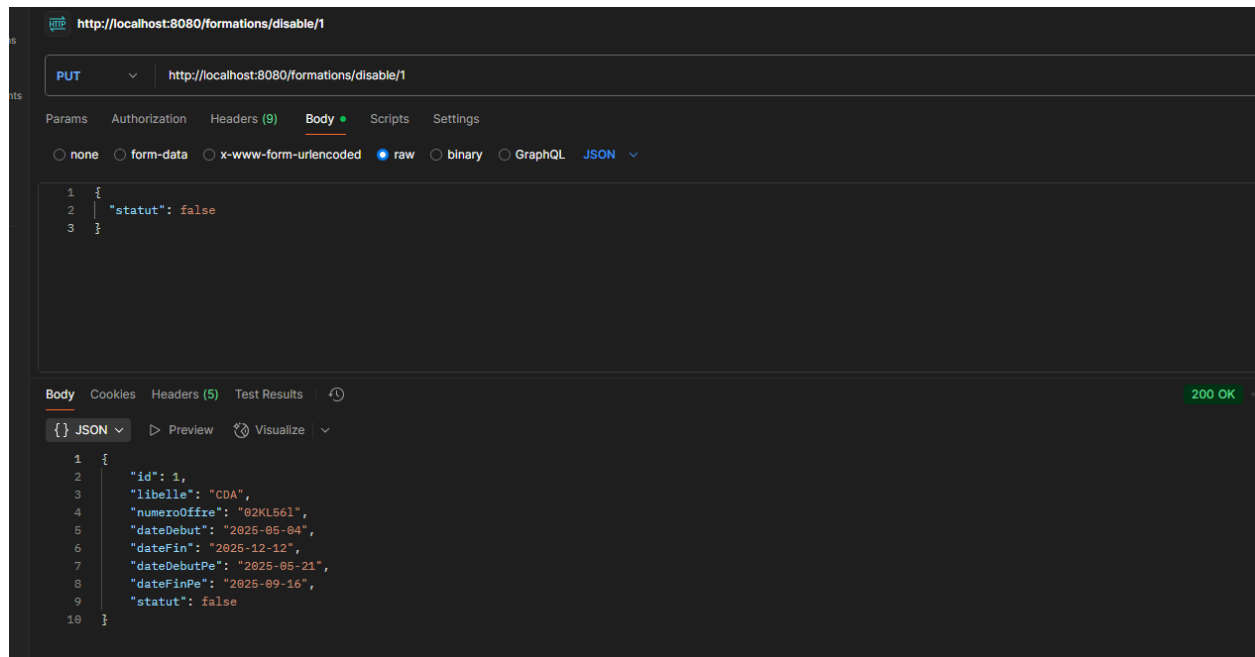 HTTP http://localhost:8080/formations/disable/1
ns
PUT http://localhost:8080/formations/disable/1
nts
Params Authorization Headers (9) Body Scripts Settings
none form-data x-www-form-urlencoded raw binary GraphQL JSON
1 {
2 "statut": false
3 }
Body Cookies Headers (5) Test Results 200 OK
{} JSON Preview Visualize
1 {
2 "id": 1,
3 "libelle": "CDA",
4 "numeroOffre": "02KL56l",
5 "dateDebut": "2025-05-04",
6 "dateFin": "2025-12-12",
7 "dateDebutPe": "2025-05-21",
8 "dateFinPe": "2025-09-16",
9 "statut": false
10 }